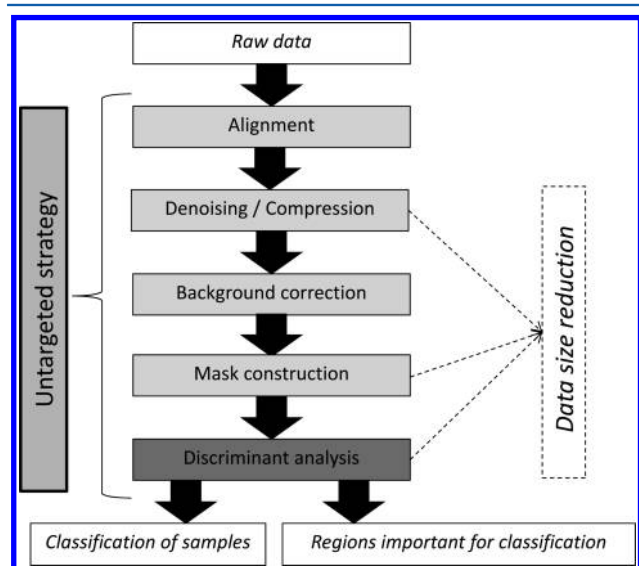 Raw data
Untargeted strategy
Alignment
Denoising / Compression
Background correction
Mask construction
Discriminant analysis
Data size reduction
Classification of samples
Regions important for classification